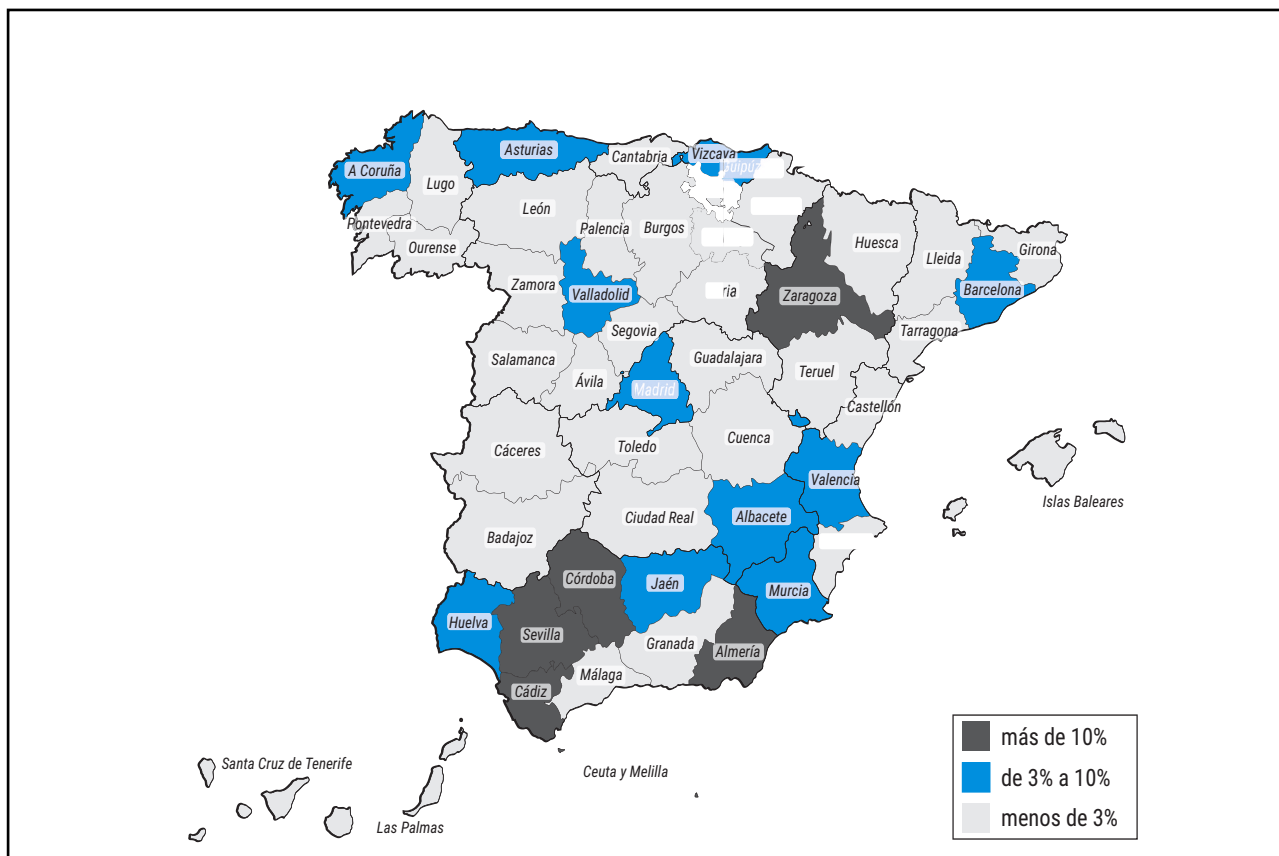 Asturias
Cantabria
Vizcaya
A Coruña
Lugo
León
Pontevedra
Ourense
Palencia
Burgos
Huesca
Lleida
Girona
Zamora
Valladolid
Zaragoza
Barcelona
Segovia
Tarragona
Salamanca
Guadalajara
Ávila
Madrid
Teruel
Castellón
Cáceres
Toledo
Cuenca
Valencia
Islas Baleares
Badajoz
Ciudad Real
Albacete
Córdoba
Jaén
Murcia
Huelva
Sevilla
Granada
Almería
Málaga
Cádiz
más de 10%
de 3% a 10%
menos de 3%
Santa Cruz de Tenerife
Ceuta y Melilla
Las Palmas